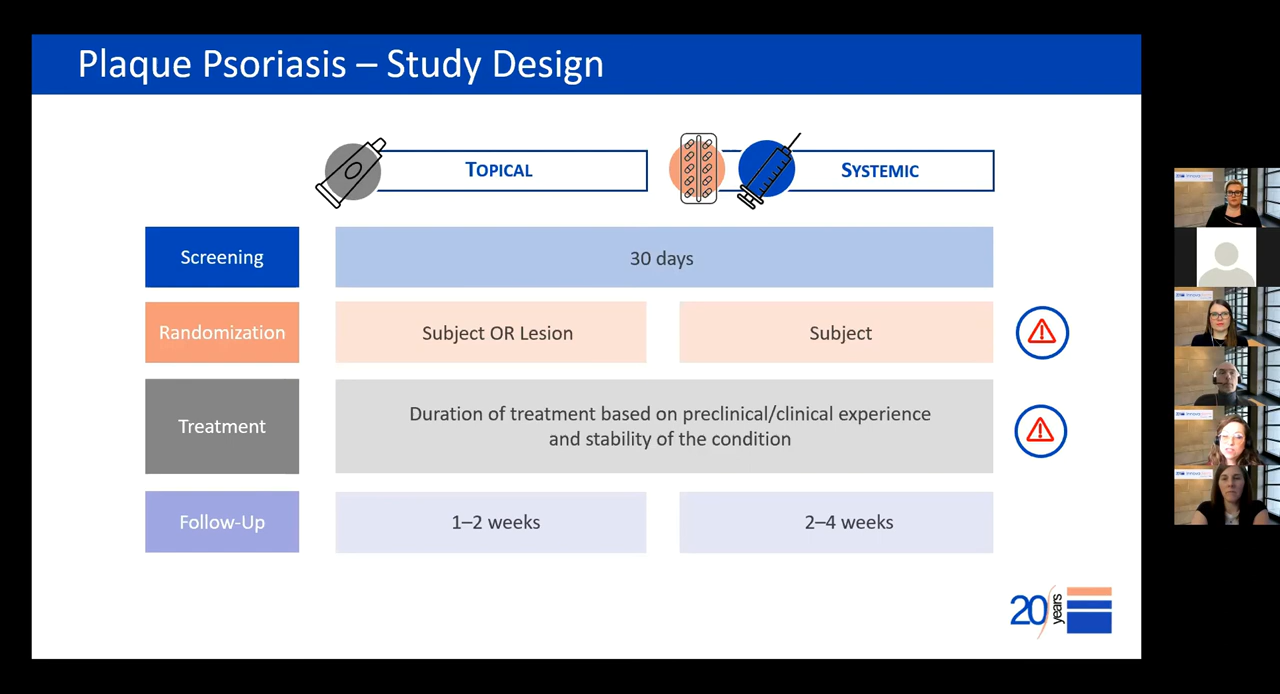 Plaque Psoriasis – Study Design
TOPICAL
SYSTEMIC
Screening
30 days
Randomization
Subject OR Lesion
Subject
Treatment
Duration of treatment based on preclinical/clinical experience
and stability of the condition
Follow-Up
1–2 weeks
2–4 weeks
20 years